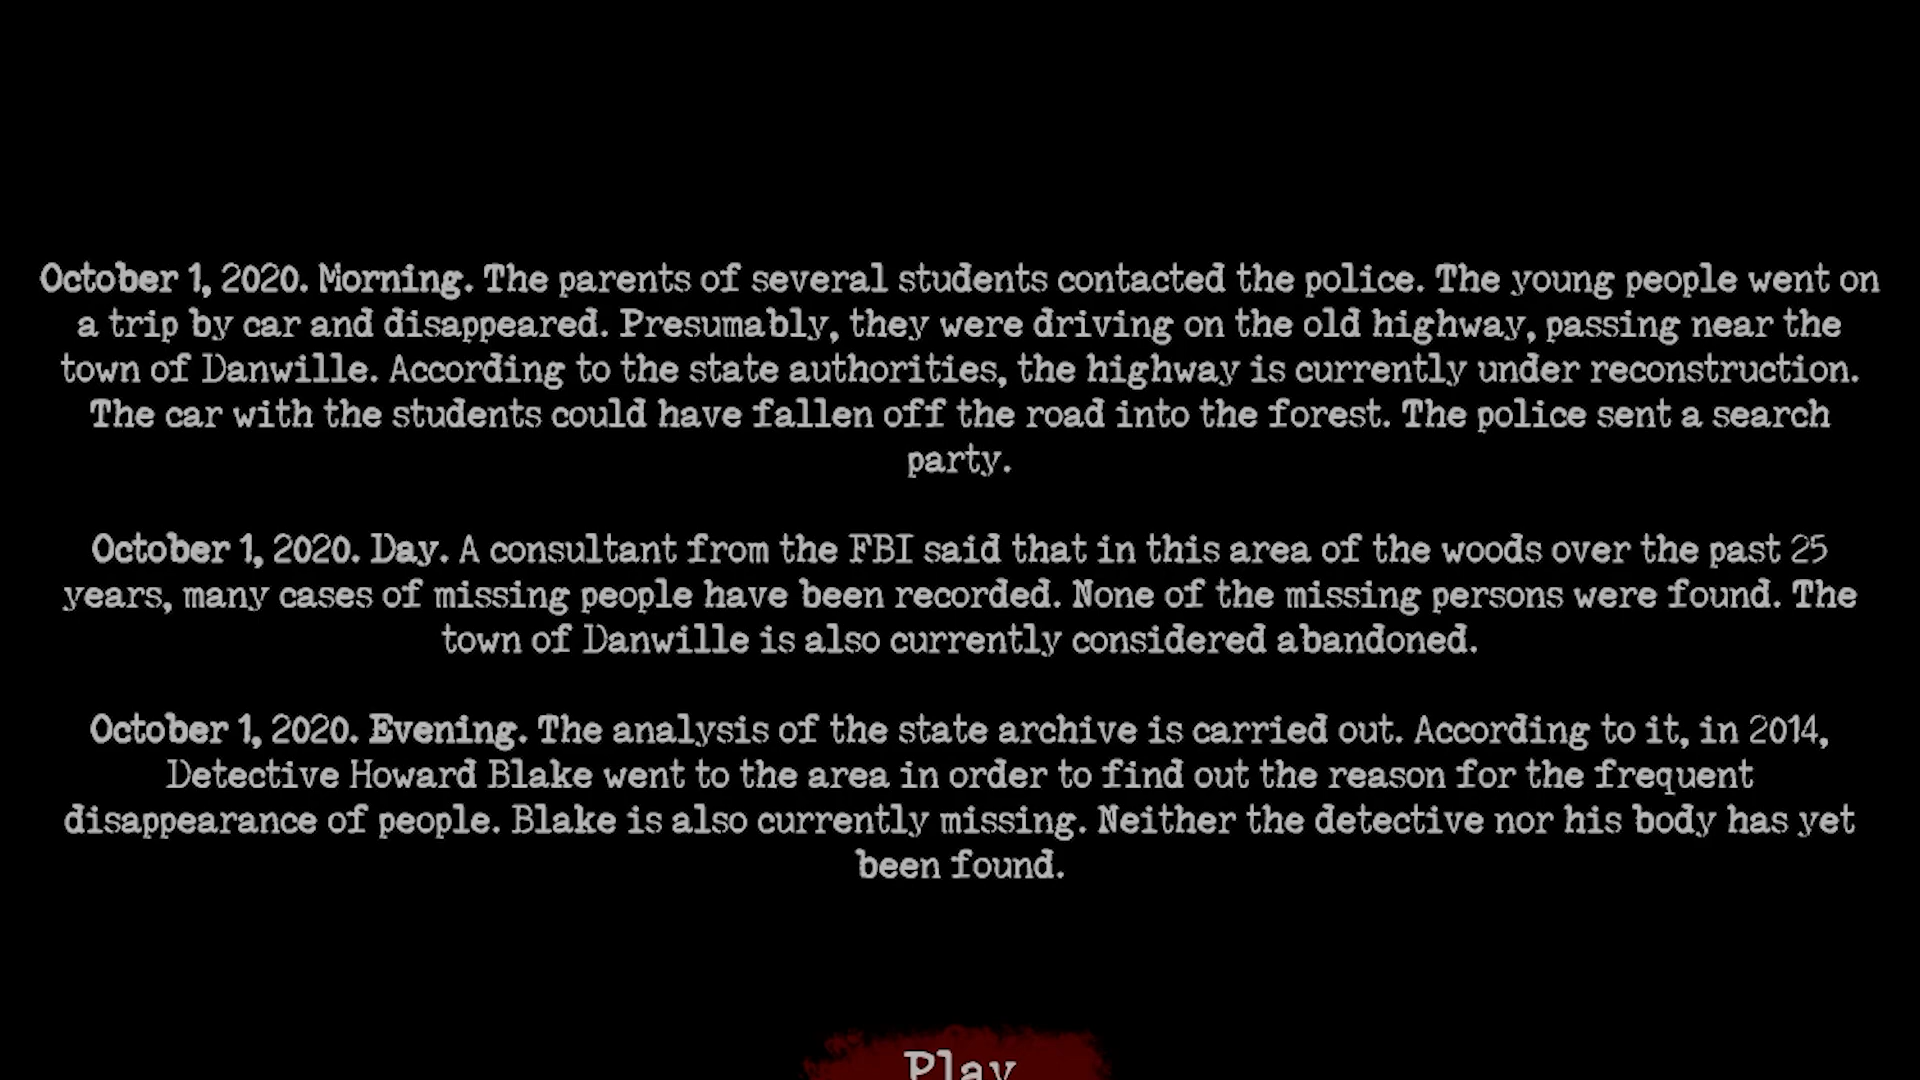 October 1, 2020. Morning. The parents of several students contacted the police. The young people went on
a trip by car and disappeared. Presumably, they were driving on the old highway, passing near the
town of Danwille. According to the state authorities, the highway is currently under reconstruction.
The car with the students could have fallen off the road into the forest. The police sent a search
party.
October 1, 2020. Day. A consultant from the FBI said that in this area of the woods over the past 25
years, many cases of missing people have been recorded. None of the missing persons were found. The
town of Danwille is also currently considered abandoned.
October 1, 2020. Evening. The analysis of the state archive is carried out. According to it, in 2014,
Detective Howard Blake went to the area in order to find out the reason for the frequent
disappearance of people. Blake is also currently missing. Neither the detective nor his body has yet
been found.
Play